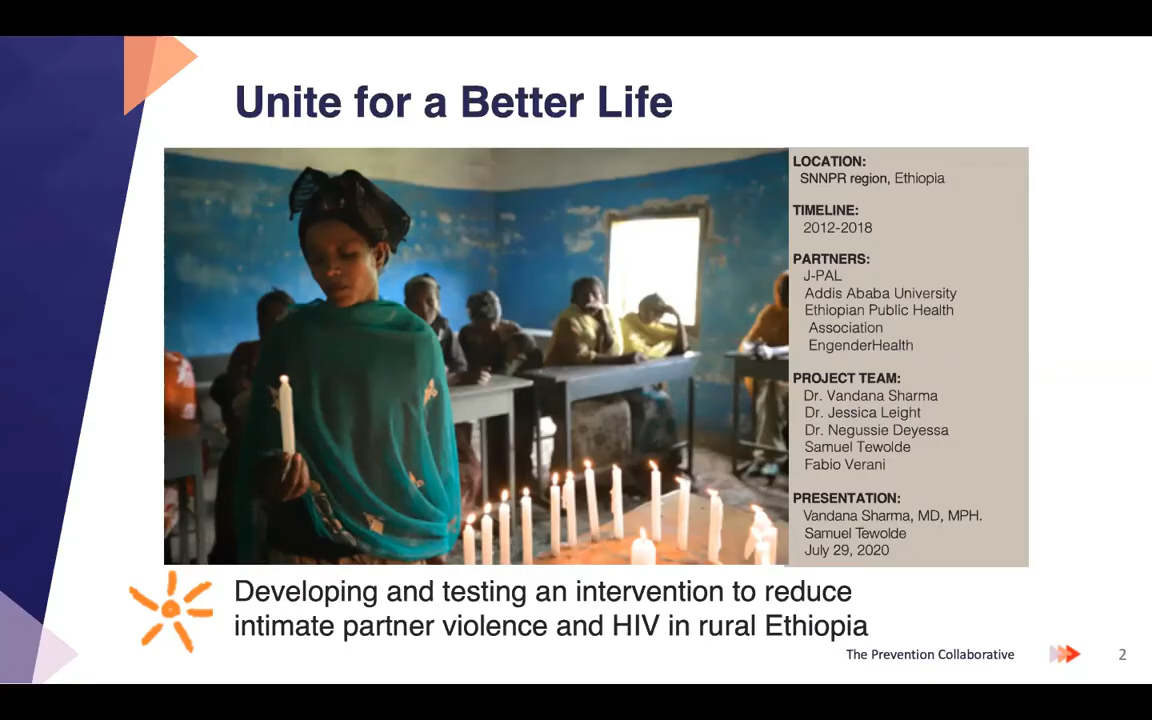 Unite for a Better Life
LOCATION:
SNNPR region, Ethiopia
TIMELINE:
2012-2018
PARTNERS:
J-PAL
Addis Ababa University
Ethiopian Public Health
Association
EngenderHealth
PROJECT TEAM:
Dr. Vandana Sharma
Dr. Jessica Leight
Dr. Negussie Deyessa
Samuel Tewolde
Fabio Verani
PRESENTATION:
Vandana Sharma, MD, MPH.
Samuel Tewolde
July 29, 2020
Developing and testing an intervention to reduce
intimate partner violence and HIV in rural Ethiopia
The Prevention Collaborative
2